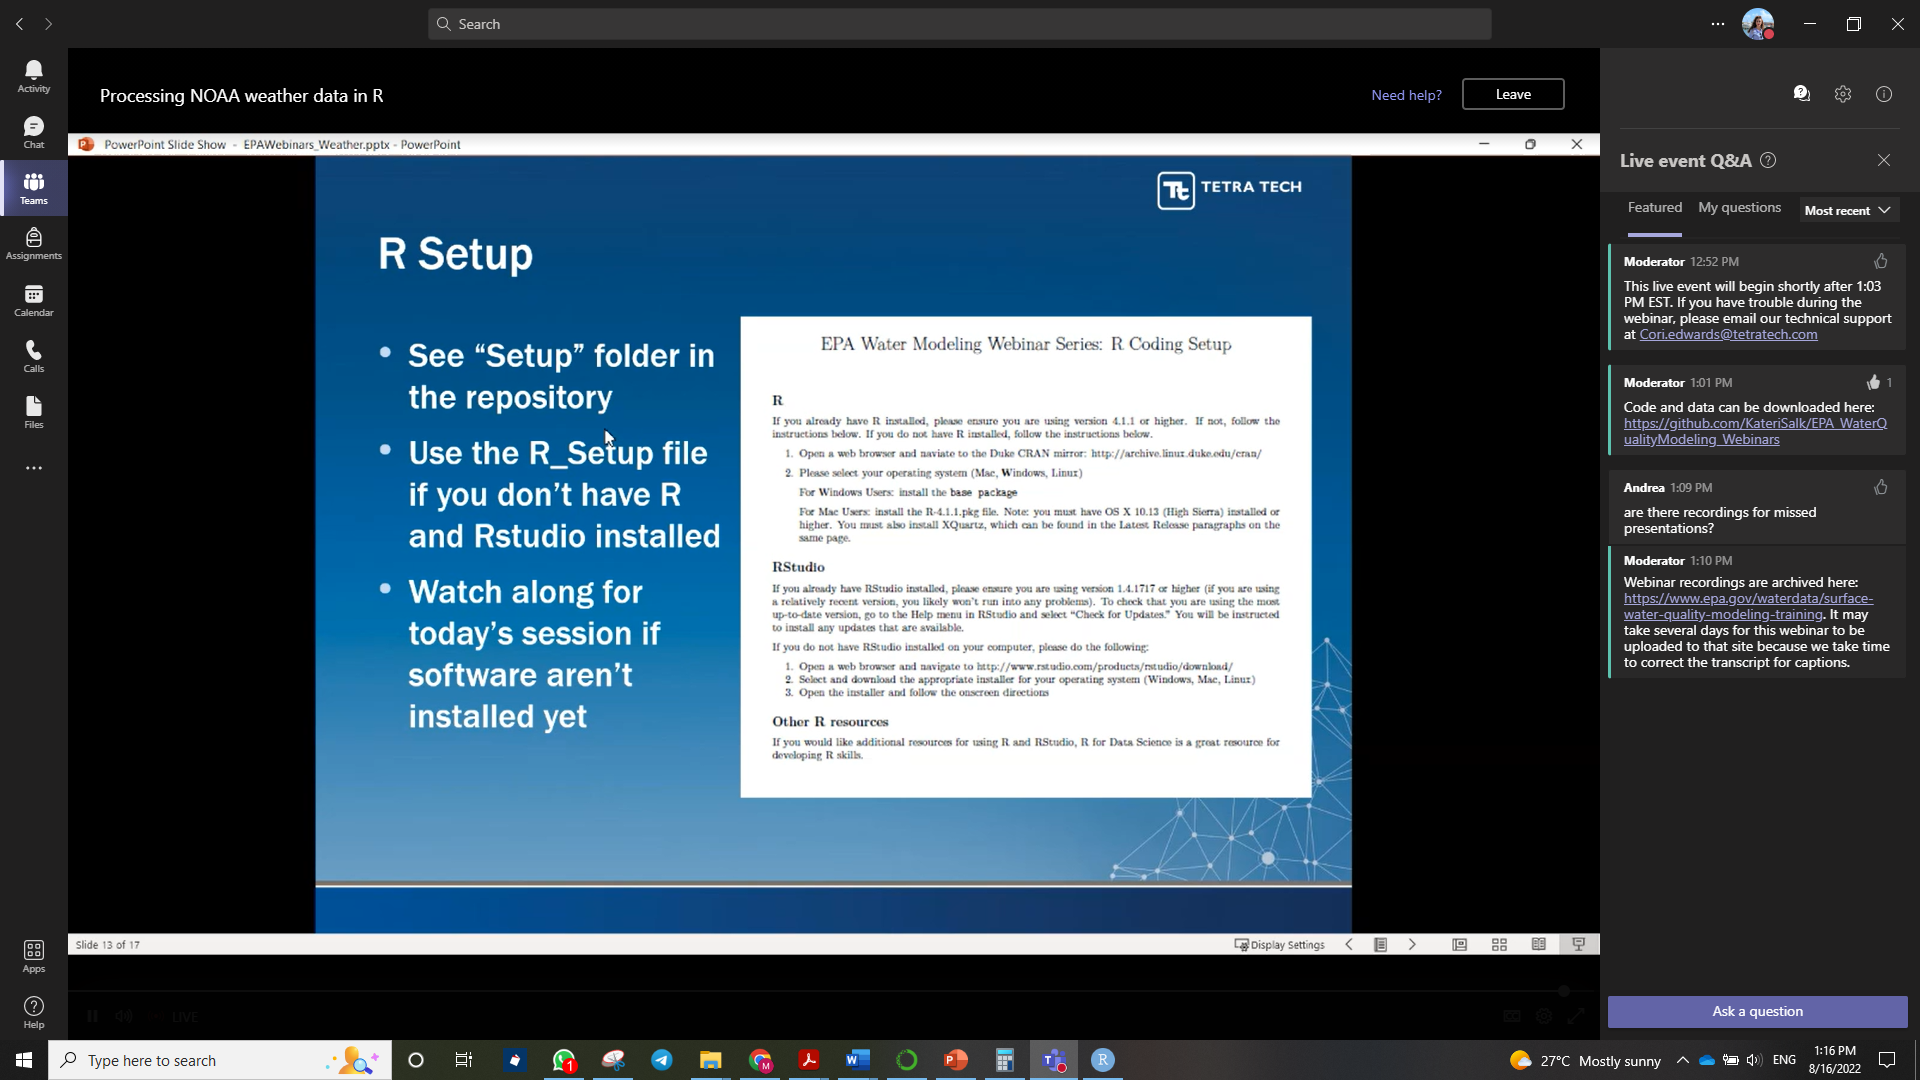 Search
Activity
Chat
Teams
Assignments
Calendar
Calls
Files
Apps
Help
Processing NOAA weather data in R
Need help?
Leave
PowerPoint Slide Show - EPAWebinars_Weather.pptx - PowerPoint
Tt TETRA TECH
R Setup
• See “Setup” folder in
the repository
• Use the R_Setup file
if you don’t have R
and Rstudio installed
• Watch along for
today’s session if
software aren’t
installed yet
EPA Water Modeling Webinar Series: R Coding Setup
R
If you already have R installed, please ensure you are using version 4.1.1 or higher. If not, follow the
instructions below. If you do not have R installed, follow the instructions below.
1. Open a web browser and naviate to the Duke CRAN mirror: http://archive.linux.duke.edu/cran/
2. Please select your operating system (Mac, Windows, Linux)
For Windows Users: install the base package
For Mac Users: install the R-4.1.1.pkg file. Note: you must have OS X 10.13 (High Sierra) installed or
higher. You must also install XQuartz, which can be found in the Latest Release paragraphs on the
same page.
RStudio
If you already have RStudio installed, please ensure you are using version 1.4.1717 or higher (if you are using
a relatively recent version, you likely won’t run into any problems). To check that you are using the most
up-to-date version, go to the Help menu in RStudio and select “Check for Updates.” You will be instructed
to install any updates that are available.
If you do not have RStudio installed on your computer, please do the following:
1. Open a web browser and navigate to http://www.rstudio.com/products/rstudio/download/
2. Select and download the appropriate installer for your operating system (Windows, Mac, Linux)
3. Open the installer and follow the onscreen directions
Other R resources
If you would like additional resources for using R and RStudio, R for Data Science is a great resource for
developing R skills.
Slide 13 of 17
Display Settings
LIVE
Live event Q&A
Featured
My questions
Most recent
Moderator 12:52 PM
This live event will begin shortly after 1:03
PM EST. If you have trouble during the
webinar, please email our technical support
at Cori.edwards@tetratech.com
Moderator 1:01 PM
1
Code and data can be downloaded here:
https://github.com/KateriSalk/EPA_WaterQ
ualityModeling_Webinars
Andrea 1:09 PM
are there recordings for missed
presentations?
Moderator 1:10 PM
Webinar recordings are archived here:
https://www.epa.gov/waterdata/surface-
water-quality-modeling-training. It may
take several days for this webinar to be
uploaded to that site because we take time
to correct the transcript for captions.
Ask a question
Type here to search
27°C Mostly sunny
ENG
1:16 PM
8/16/2022